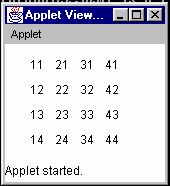 Applet View...
Applet
11 21 31 41
12 22 32 42
13 23 33 43
14 24 34 44
Applet started.